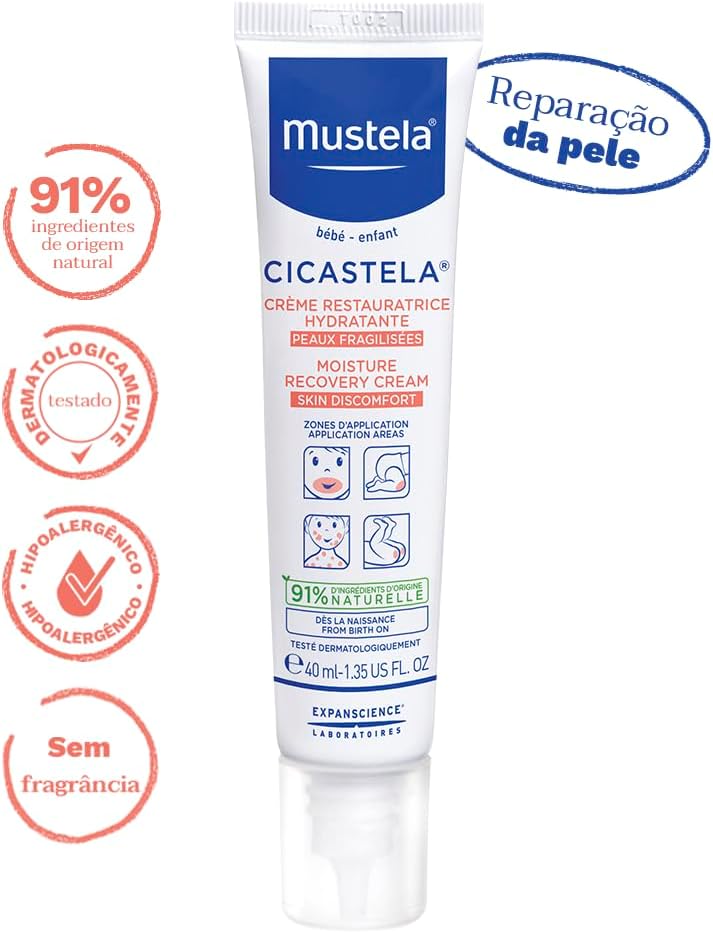 T002
mustela®
bébé - enfant
CICASTELA®
CRÈME RESTAURATRICE
HYDRATANTE
PEAUX FRAGILISÉES
MOISTURE
RECOVERY CREAM
SKIN DISCOMFORT
ZONES D'APPLICATION
APPLICATION AREAS
91% D'INGRÉDIENTS D'ORIGINE
NATURELLE
DÈS LA NAISSANCE
FROM BIRTH ON
TESTÉ DERMATOLOGIQUEMENT
e 40 ml-1.35 US FL. OZ
EXPANSCIENCE®
LABORATOIRES
Reparação
da pele
91%
ingredientes
de origem
natural
DERMATOLOGICAMENTE
testado
HIPOALERGÊNICO • HIPOALERGÊNICO •
Sem
fragrância